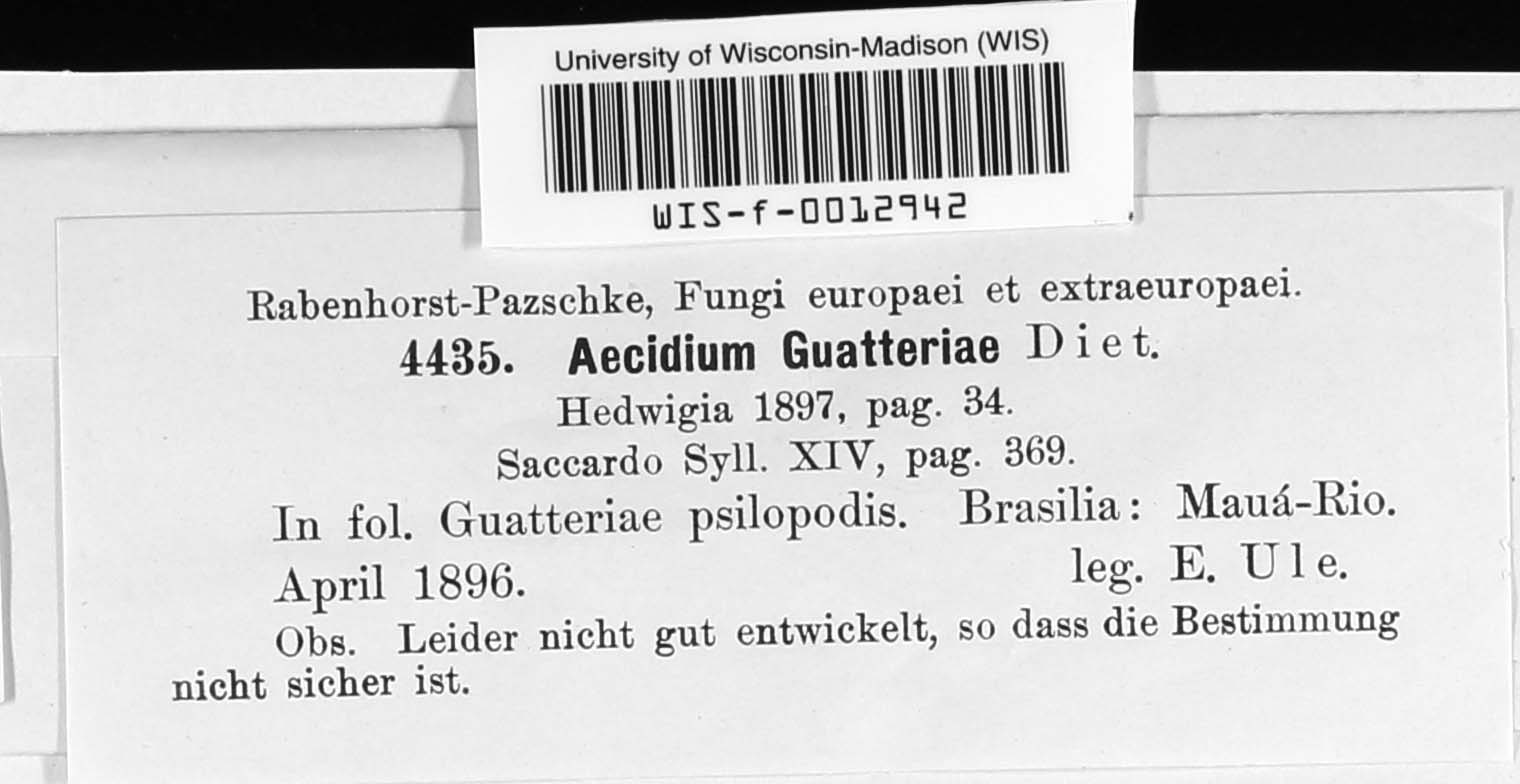 University of Wisconsin-Madison (WIS)
WIS-f-0012942
Rabenhorst-Pazschke, Fungi europaei et extraeuropaei.
4435. Aecidium Guatteriae Diet.
Hedwigia 1897, pag. 34.
Saccardo Syll. XIV, pag. 369.
In fol. Guatteriae psilopodis. Brasilia: Mauá-Rio.
April 1896. leg. E. Ule.
Obs. Leider nicht gut entwickelt, so dass die Bestimmung
nicht sicher ist.